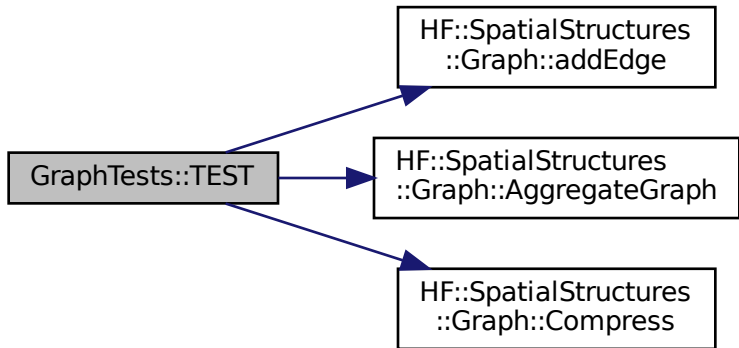 HF::SpatialStructures
::Graph::addEdge
GraphTests::TEST
HF::SpatialStructures
::Graph::AggregateGraph
HF::SpatialStructures
::Graph::Compress